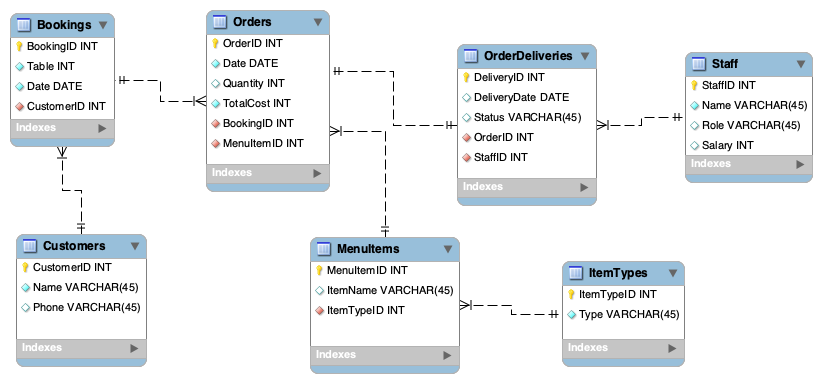 Bookings
BookingID INT
Table INT
Date DATE
CustomerID INT
Indexes
Orders
OrderID INT
Date DATE
Quantity INT
TotalCost INT
BookingID INT
MenuItemID INT
Indexes
OrderDeliveries
DeliveryID INT
DeliveryDate DATE
Status VARCHAR(45)
OrderID INT
StaffID INT
Indexes
Staff
StaffID INT
Name VARCHAR(45)
Role VARCHAR(45)
Salary INT
Indexes
Customers
CustomerID INT
Name VARCHAR(45)
Phone VARCHAR(45)
Indexes
MenuItems
MenuItemID INT
ItemName VARCHAR(45)
ItemTypeID INT
Indexes
ItemTypes
ItemTypeID INT
Type VARCHAR(45)
Indexes